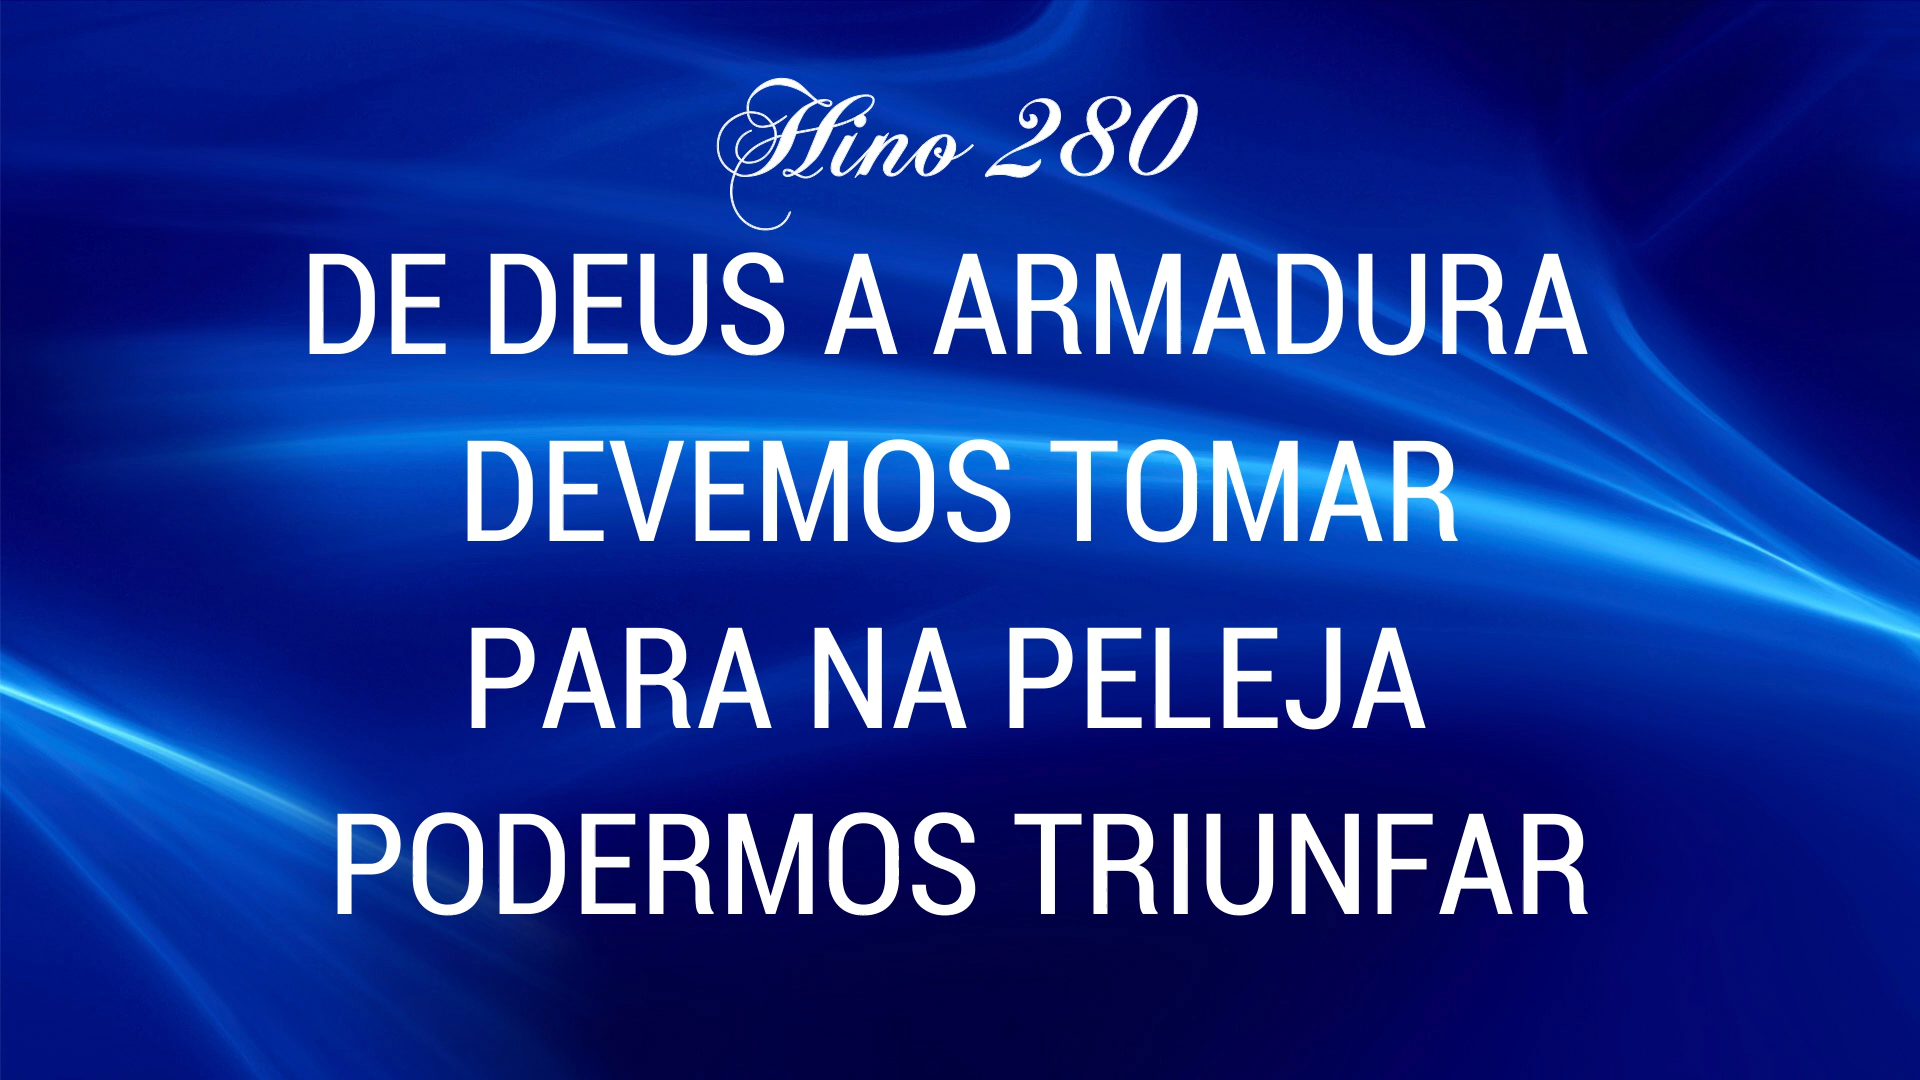 Hino 280
DE DEUS A ARMADURA
DEVEMOS TOMAR
PARA NA PELEJA
PODERMOS TRIUNFAR